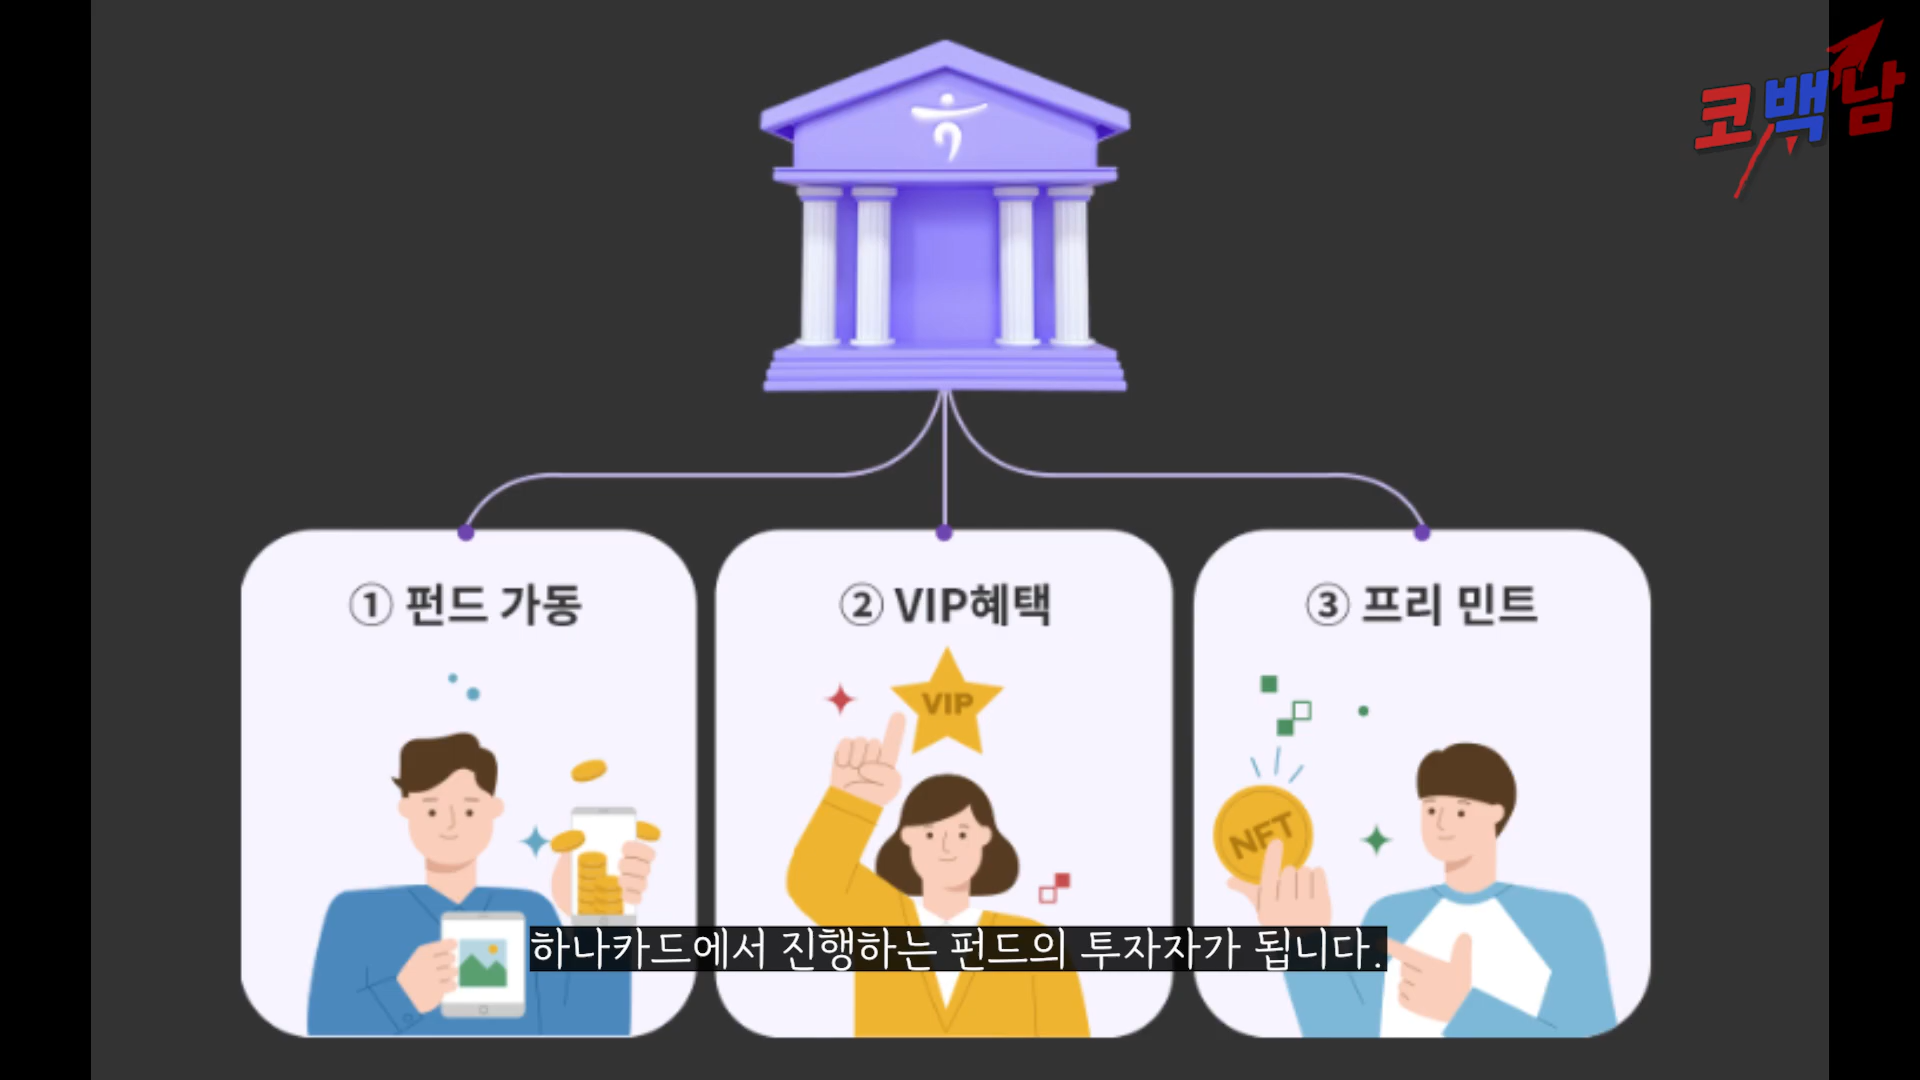 코백남
① 펀드 가동
② VIP혜택
③ 프리 민트
VIP
NFT
하나카드에서 진행하는 펀드의 투자자가 됩니다.